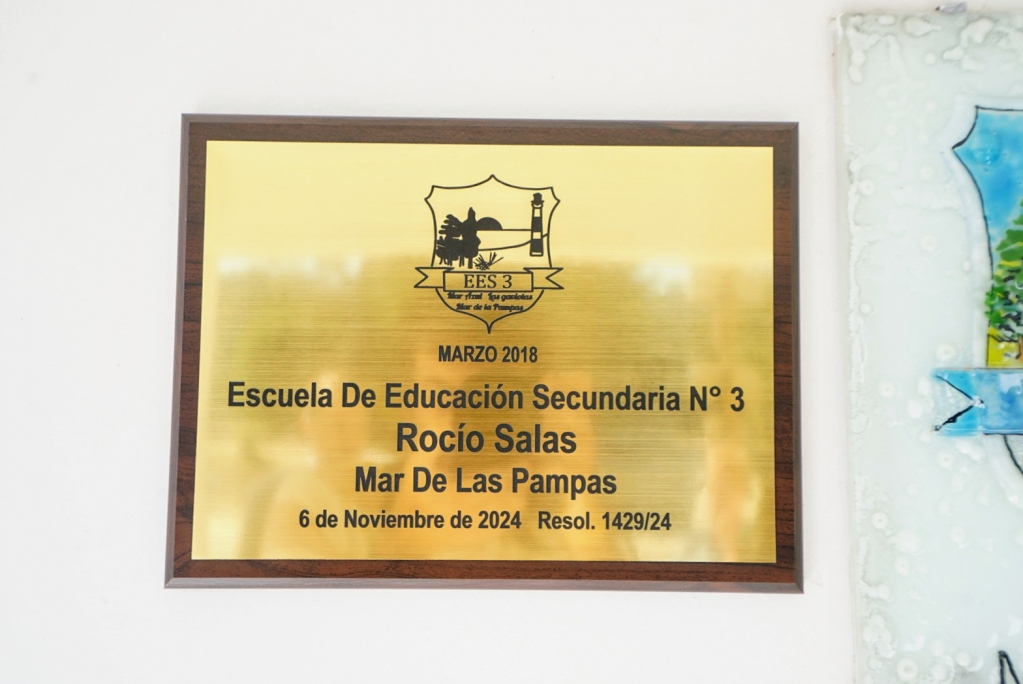 EES 3
Mar Azul Las gaviotas
Mar de la Pampas
MARZO 2018
Escuela De Educación Secundaria N° 3
Rocío Salas
Mar De Las Pampas
6 de Noviembre de 2024 Resol. 1429/24